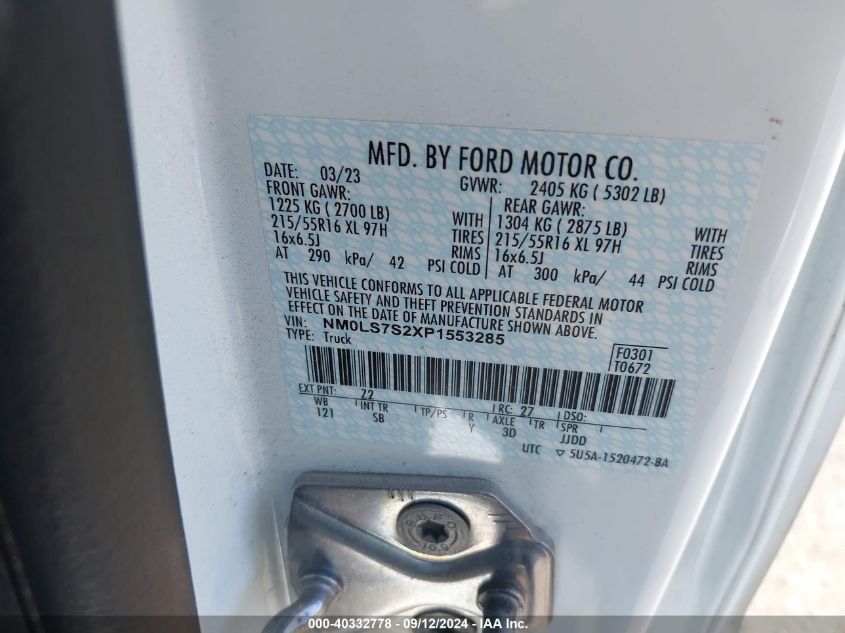 MFD. BY FORD MOTOR CO.
DATE: 03/23 GVWR: 2405 KG ( 5302 LB)
FRONT GAWR: REAR GAWR:
1225 KG ( 2700 LB) WITH 1304 KG ( 2875 LB) WITH
215/55R16 XL 97H TIRES 215/55R16 XL 97H TIRES
16x6.5J RIMS 16x6.5J RIMS
AT 290 kPa/ 42 PSI COLD AT 300 kPa/ 44 PSI COLD
THIS VEHICLE CONFORMS TO ALL APPLICABLE FEDERAL MOTOR
VEHICLE SAFETY AND THEFT PREVENTION STANDARDS IN
EFFECT ON THE DATE OF MANUFACTURE SHOWN ABOVE.
VIN: NM0LS7S2XP1553285
TYPE: Truck
F0301
T0672
EXT PNT: Z2 RC: 27 DSO:
WB INT TR TP/PS R AXLE TR SPR
121 SB Y 3D JJDD
UTC ▽ 5U5A-1520472-BA
10.9
000-40332778 - 09/12/2024 - IAA Inc.